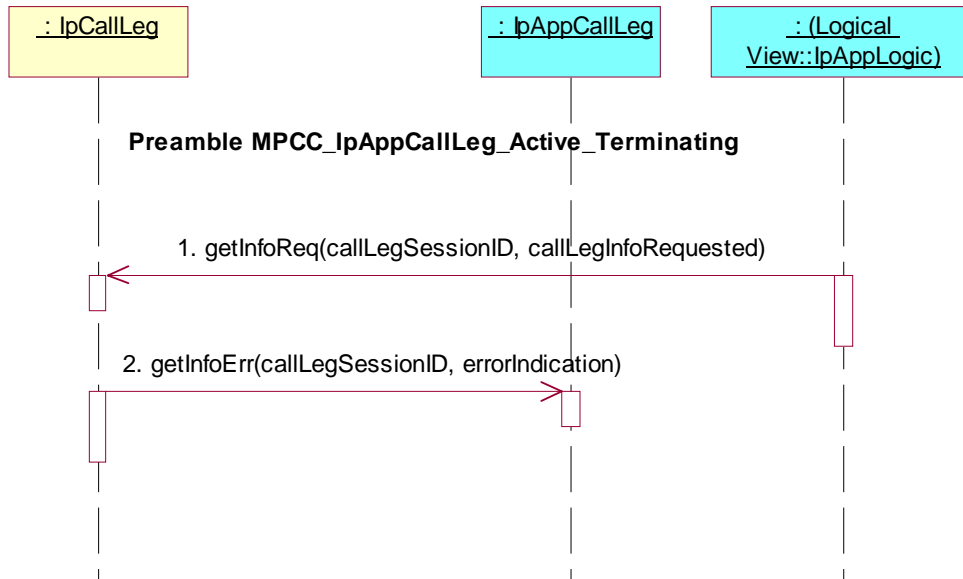 : IpCallLeg
: IpAppCallLeg
: (Logical
View::IpAppLogic)
Preamble MPCC_IpAppCallLeg_Active_Terminating
1. getInfoReq(callLegSessionID, callLegInfoRequested)
2. getInfoErr(callLegSessionID, errorIndication)